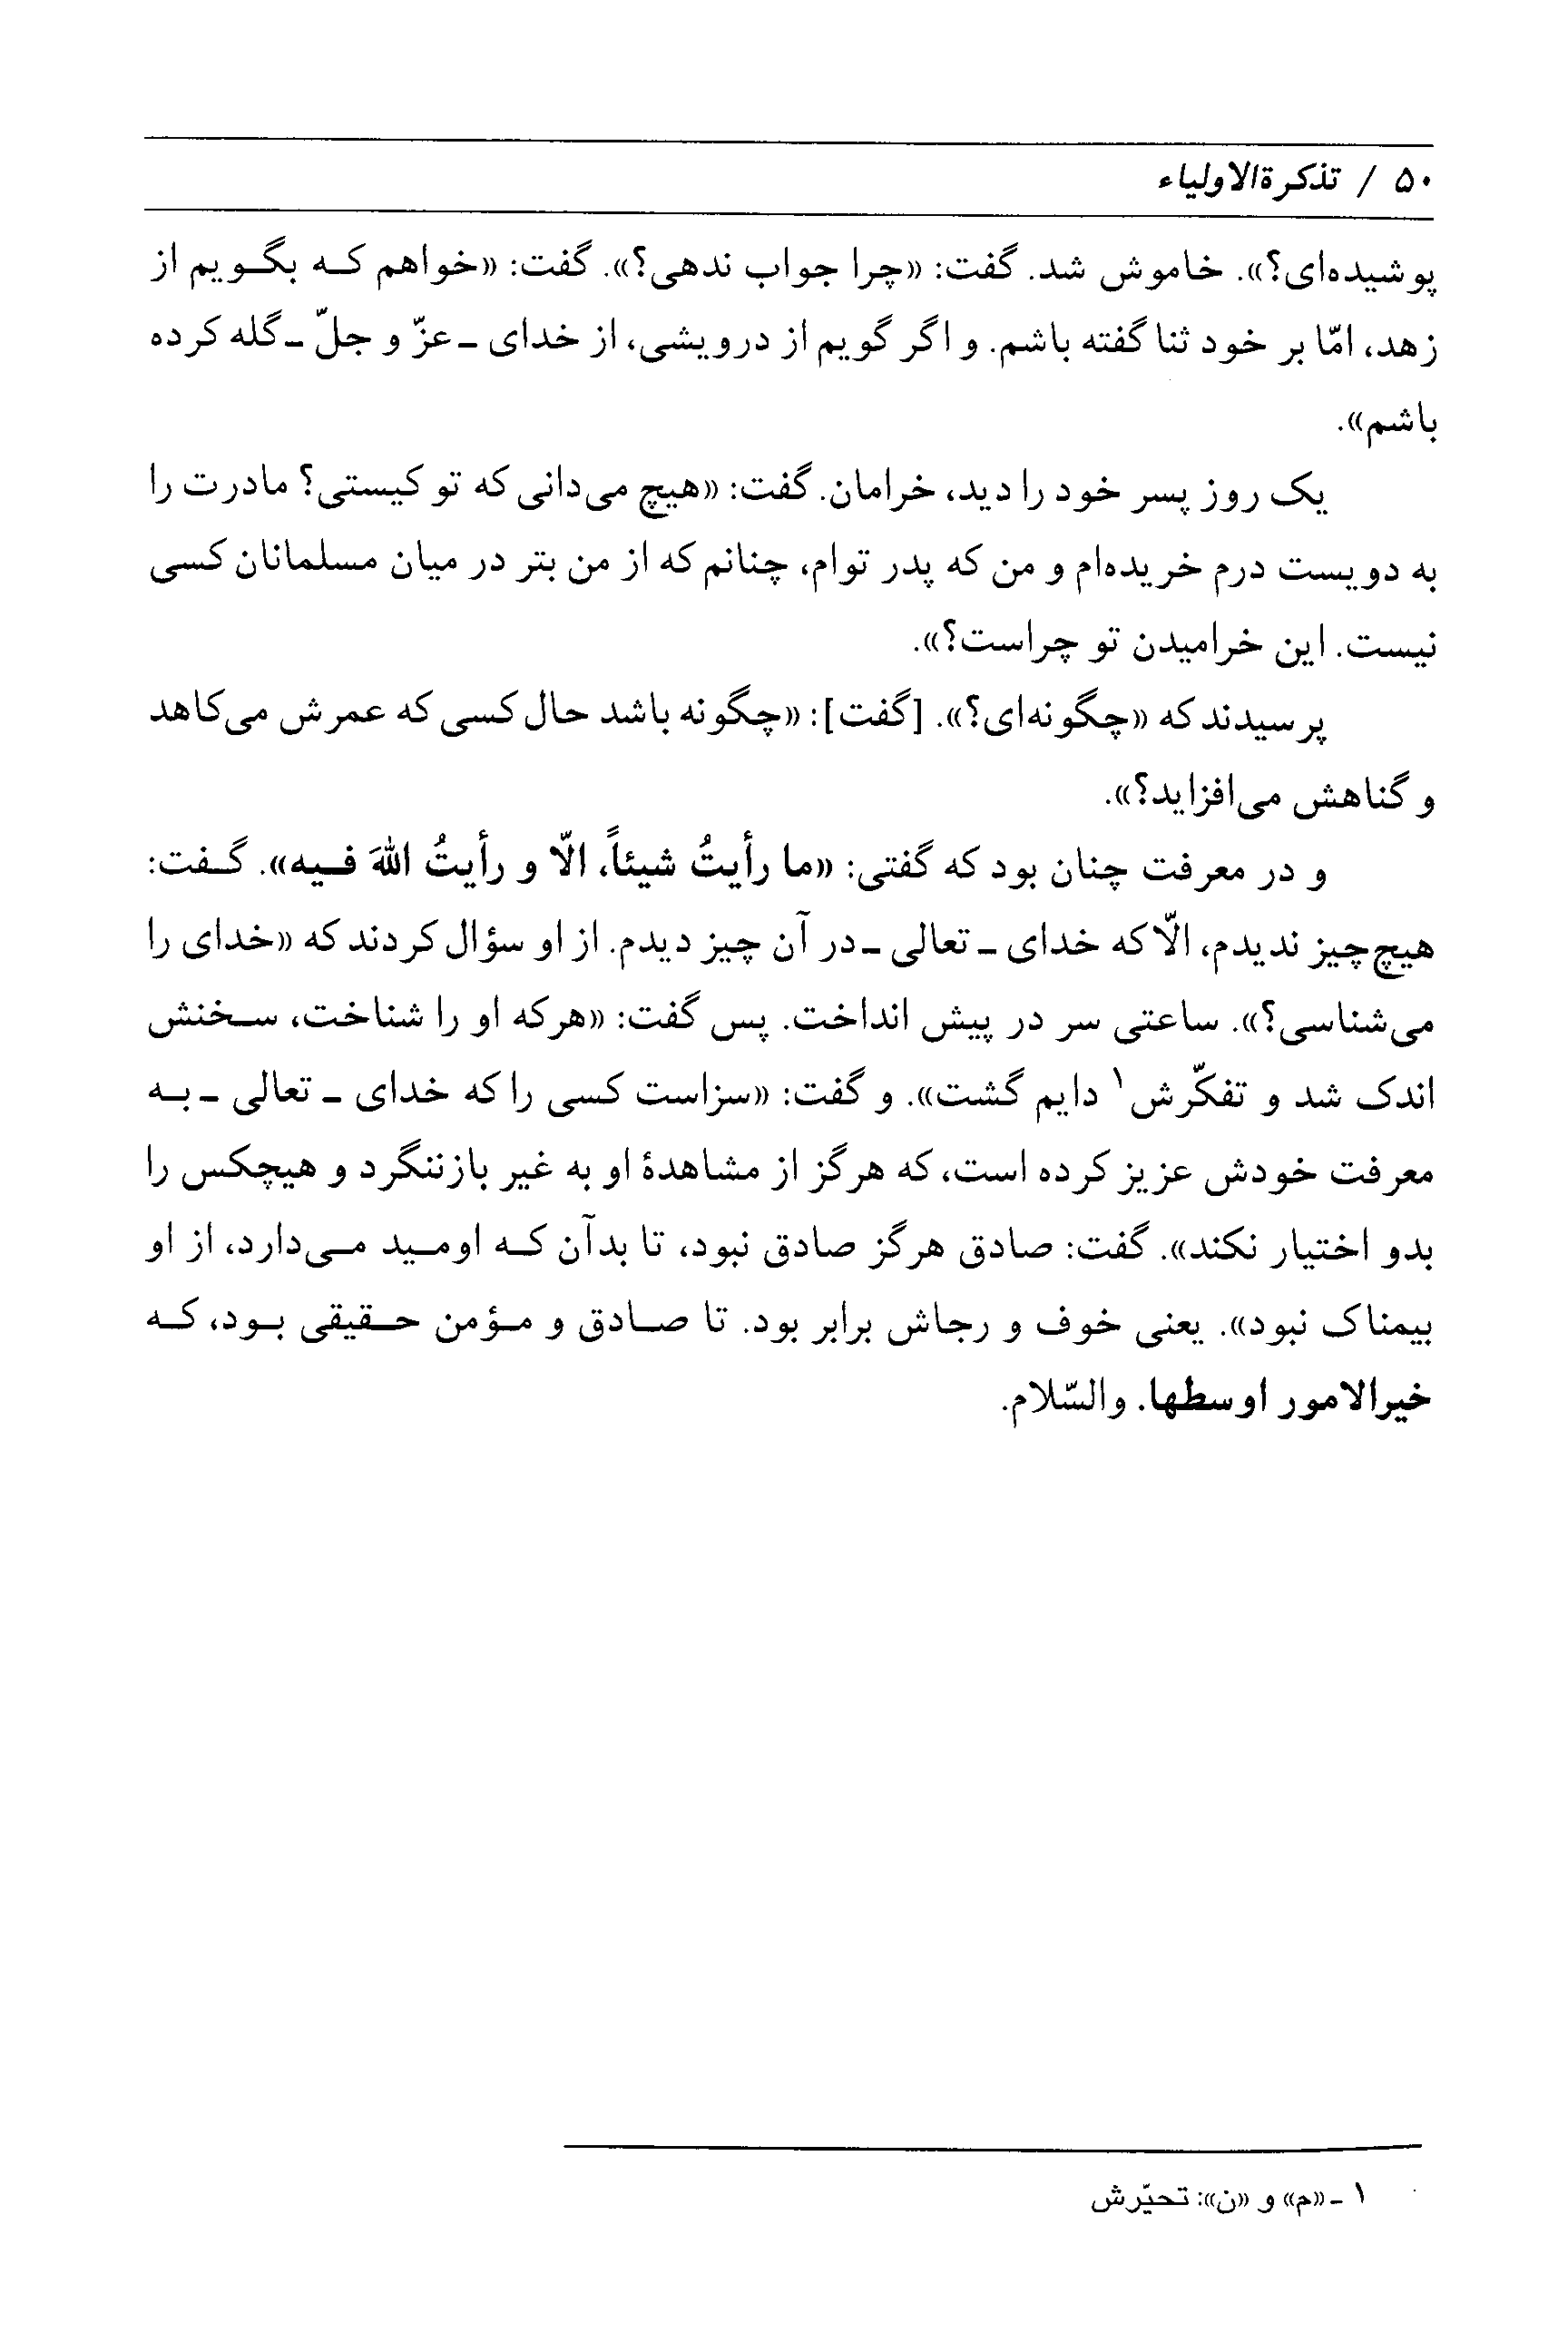 ۵۰ / تذکرةالاولیاء
پوشیده‌ای؟». خاموش شد. گفت: «چرا جواب ندهی؟». گفت: «خواهم که بگویم از
زهد، امّا بر خود ثنا گفته باشم. و اگر گویم از درویشی، از خدای ـ عزّ و جلّ ـ گله کرده
باشم».
یک روز پسر خود را دید، خرامان. گفت: «هیچ می‌دانی که تو کیستی؟ مادرت را
به دویست درم خریده‌ام و من که پدر توام، چنانم که از من بتر در میان مسلمانان کسی
نیست. این خرامیدن تو چراست؟».
پرسیدند که «چگونه‌ای؟». [گفت]: «چگونه باشد حال کسی که عمرش می‌کاهد
و گناهش می‌افزاید؟».
و در معرفت چنان بود که گفتی: «ما رأیتُ شیئاً، الّا و رأیتُ اللهَ فیه». گفت:
هیچ‌چیز ندیدم، الّا که خدای ـ تعالی ـ در آن چیز دیدم. از او سؤال کردند که «خدای را
می‌شناسی؟». ساعتی سر در پیش انداخت. پس گفت: «هرکه او را شناخت، سخنش
اندک شد و تفکّرش۱ دایم گشت». و گفت: «سزاست کسی را که خدای ـ تعالی ـ به
معرفت خودش عزیز کرده است، که هرگز از مشاهدهٔ او به غیر بازننگرد و هیچکس را
بدو اختیار نکند». گفت: صادق هرگز صادق نبود، تا بدآن که اومید می‌دارد، از او
بیمناک نبود». یعنی خوف و رجاش برابر بود. تا صادق و مؤمن حقیقی بود، که
خیرالامور اوسطها. والسّلام.
۱ ـ «م» و «ن»: تحیّرش